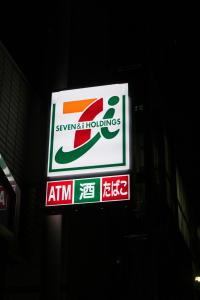 7i
SEVEN & i HOLDINGS
ATM 酒 たばこ